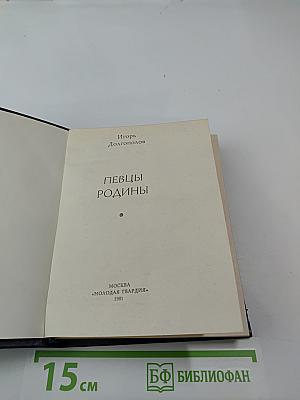 Игорь
Долгополов
ПЕВЦЫ
РОДИНЫ
МОСКВА
«МОЛОДАЯ ГВАРДИЯ»
1981
15 см
БФ БИБЛИОФАН